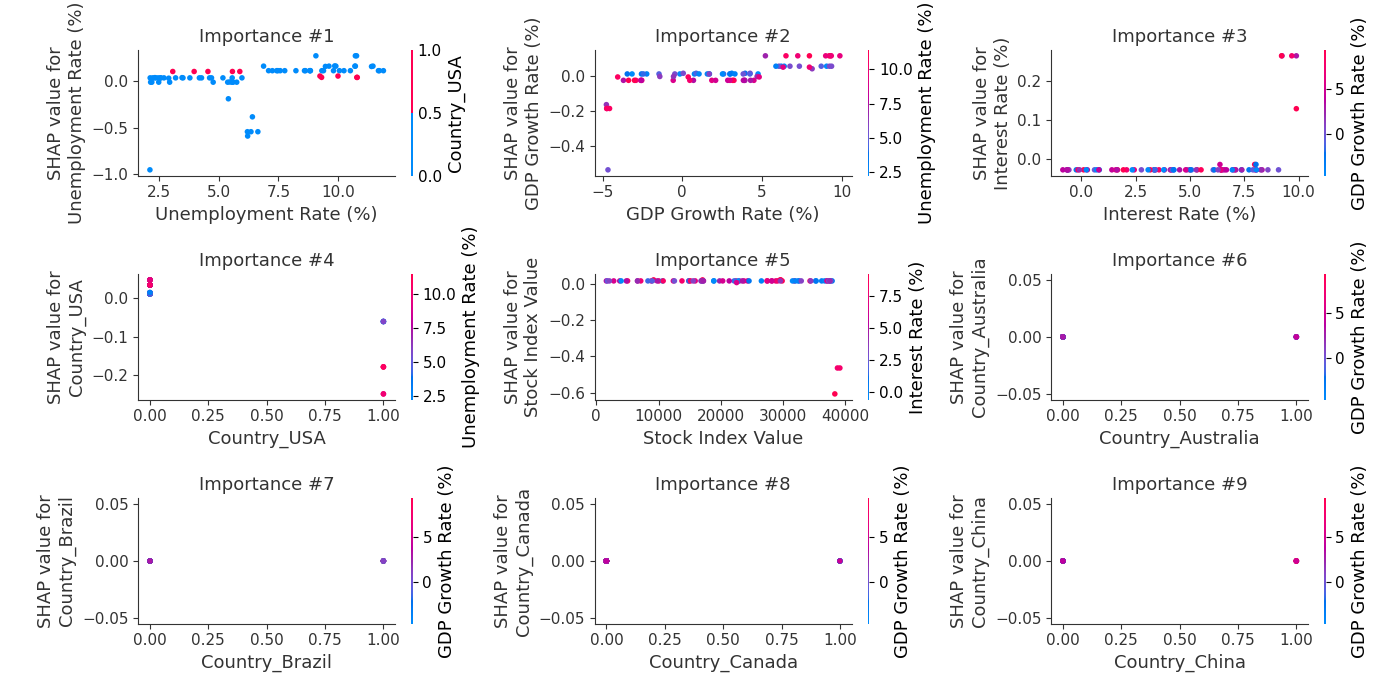 Importance #1
SHAP value for
Unemployment Rate (%)
0.0
−0.5
−1.0
2.5 5.0 7.5 10.0
Unemployment Rate (%)
1.0
0.5
0.0
Country_USA
Importance #2
SHAP value for
GDP Growth Rate (%)
0.0
−0.2
−0.4
−5 0 5 10
GDP Growth Rate (%)
10.0
7.5
5.0
2.5
Unemployment Rate (%)
Importance #3
SHAP value for
Interest Rate (%)
0.2
0.1
0.0
0.0 2.5 5.0 7.5 10.0
Interest Rate (%)
5
0
GDP Growth Rate (%)
Importance #4
SHAP value for
Country_USA
0.0
−0.1
−0.2
0.00 0.25 0.50 0.75 1.00
Country_USA
10.0
7.5
5.0
2.5
Unemployment Rate (%)
Importance #5
SHAP value for
Stock Index Value
0.0
−0.2
−0.4
−0.6
0 10000 20000 30000 40000
Stock Index Value
7.5
5.0
2.5
0.0
Interest Rate (%)
Importance #6
SHAP value for
Country_Australia
0.05
0.00
−0.05
0.00 0.25 0.50 0.75 1.00
Country_Australia
5
0
GDP Growth Rate (%)
Importance #7
SHAP value for
Country_Brazil
0.05
0.00
−0.05
0.00 0.25 0.50 0.75 1.00
Country_Brazil
5
0
GDP Growth Rate (%)
Importance #8
SHAP value for
Country_Canada
0.05
0.00
−0.05
0.00 0.25 0.50 0.75 1.00
Country_Canada
5
0
GDP Growth Rate (%)
Importance #9
SHAP value for
Country_China
0.05
0.00
−0.05
0.00 0.25 0.50 0.75 1.00
Country_China
5
0
GDP Growth Rate (%)